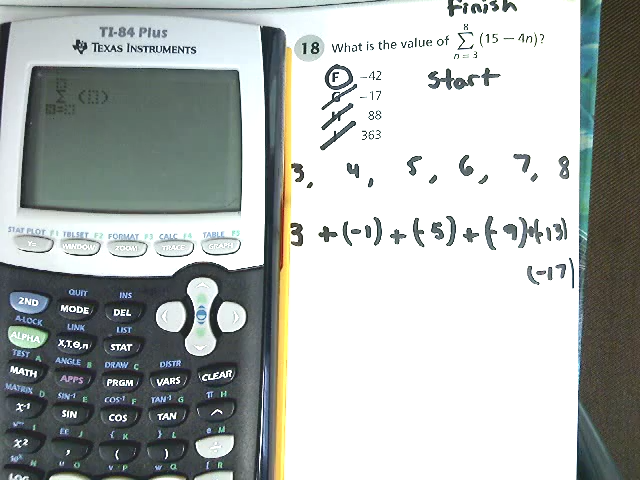 Finish
TI-84 Plus
TEXAS INSTRUMENTS
18 What is the value of 8 Σ n = 3 (15 − 4n)?
start
F −42
G −17
H 88
363
3, 4, 5, 6, 7, 8
3 + (-1) + (-5) + (-9) + (-13)
(-17)
Σ ( )
STAT PLOT F1 TBLSET F2 FORMAT F3 CALC F4 TABLE F5
Y= WINDOW ZOOM TRACE GRAPH
QUIT INS
2ND MODE DEL
A-LOCK LINK LIST
ALPHA X,T,θ,n STAT
TEST A ANGLE B DRAW C DISTR
MATH APPS PRGM VARS CLEAR
MATRIX D SIN⁻¹ E COS⁻¹ F TAN⁻¹ G π H
x⁻¹ SIN COS TAN ^
I EE J { K } L e M
x² , ( ) ÷
10ˣ N u O v P w Q [ R
LOG